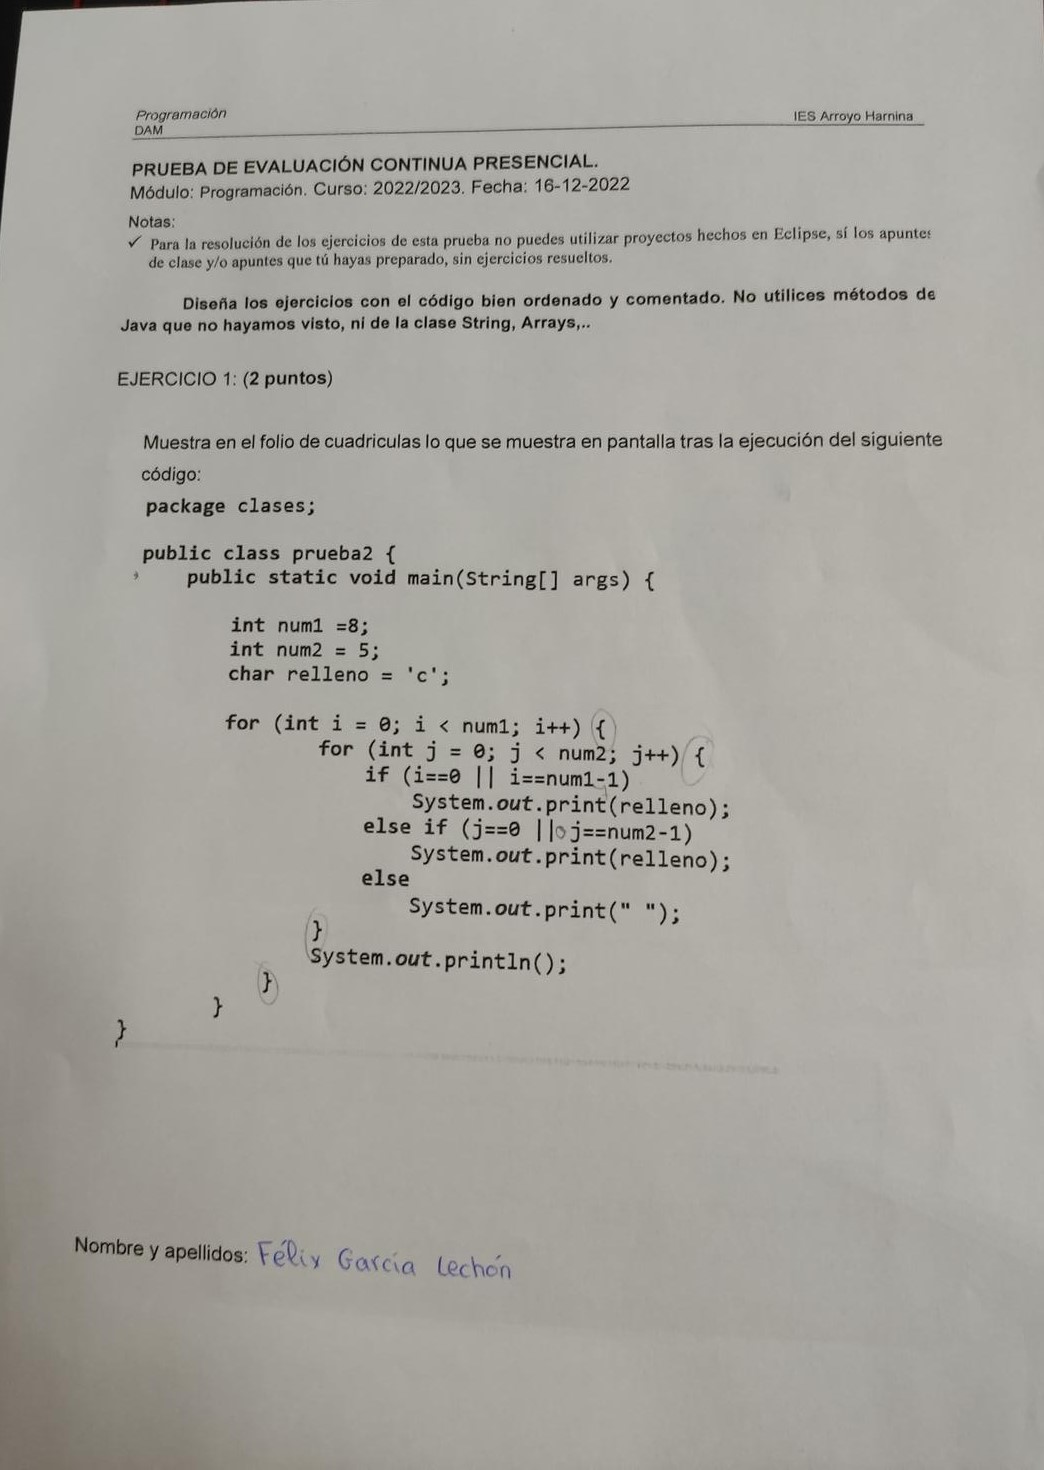 Programación
DAM
IES Arroyo Harnina
PRUEBA DE EVALUACIÓN CONTINUA PRESENCIAL.
Módulo: Programación. Curso: 2022/2023. Fecha: 16-12-2022
Notas:
✓ Para la resolución de los ejercicios de esta prueba no puedes utilizar proyectos hechos en Eclipse, sí los apuntes
de clase y/o apuntes que tú hayas preparado, sin ejercicios resueltos.
Diseña los ejercicios con el código bien ordenado y comentado. No utilices métodos de
Java que no hayamos visto, ni de la clase String, Arrays,..
EJERCICIO 1: (2 puntos)
Muestra en el folio de cuadriculas lo que se muestra en pantalla tras la ejecución del siguiente
código:
package clases;
public class prueba2 {
public static void main(String[] args) {
int num1 =8;
int num2 = 5;
char relleno = 'c';
for (int i = 0; i < num1; i++) {
for (int j = 0; j < num2; j++) {
if (i==0 || i==num1-1)
System.out.print(relleno);
else if (j==0 || j==num2-1)
System.out.print(relleno);
else
System.out.print(" ");
}
System.out.println();
}
}
}
Nombre y apellidos: Félix García Lechón